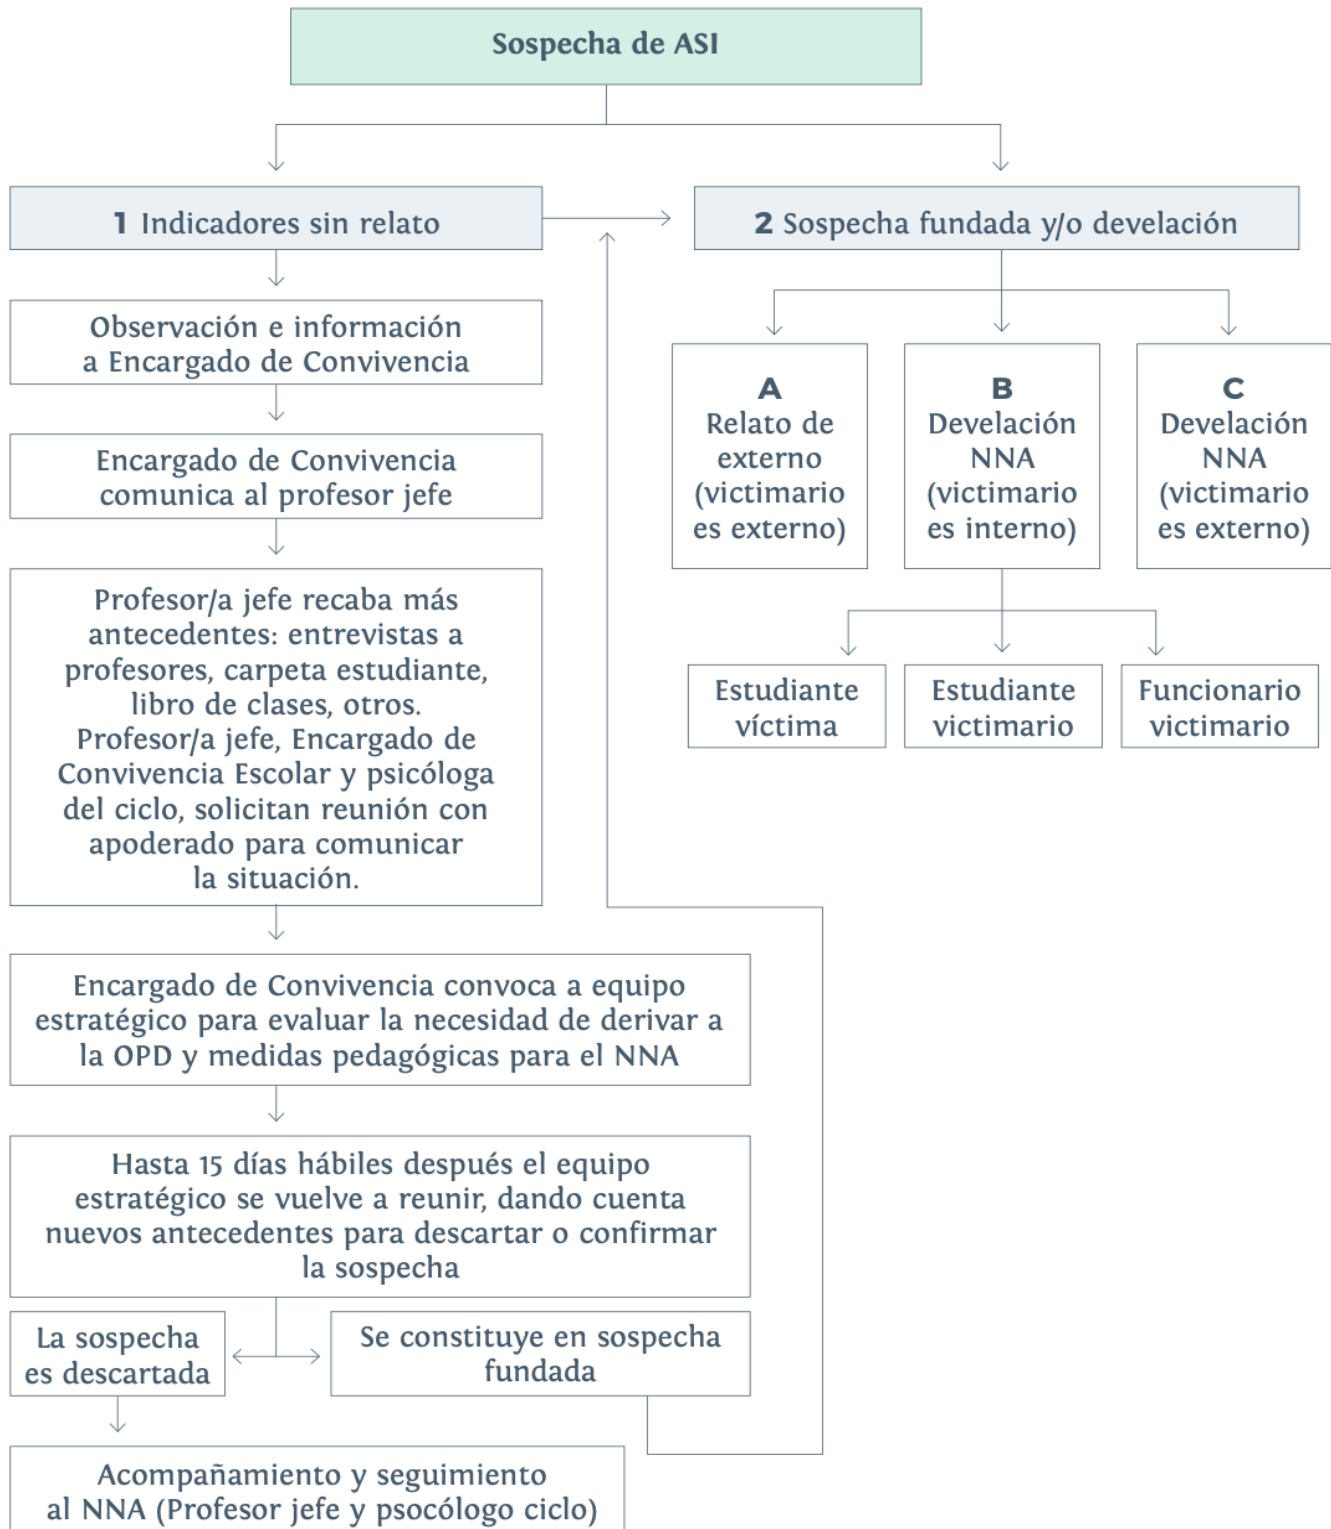 Sospecha de ASI
1 Indicadores sin relato
2 Sospecha fundada y/o develación
Observación e información
a Encargado de Convivencia
Encargado de Convivencia
comunica al profesor jefe
Profesor/a jefe recaba más
antecedentes: entrevistas a
profesores, carpeta estudiante,
libro de clases, otros.
Profesor/a jefe, Encargado de
Convivencia Escolar y psicóloga
del ciclo, solicitan reunión con
apoderado para comunicar
la situación.
Encargado de Convivencia convoca a equipo
estratégico para evaluar la necesidad de derivar a
la OPD y medidas pedagógicas para el NNA
Hasta 15 días hábiles después el equipo
estratégico se vuelve a reunir, dando cuenta
nuevos antecedentes para descartar o confirmar
la sospecha
La sospecha
es descartada
Se constituye en sospecha
fundada
Acompañamiento y seguimiento
al NNA (Profesor jefe y psocólogo ciclo)
A
Relato de
externo
(victimario
es externo)
B
Develación
NNA
(victimario
es interno)
C
Develación
NNA
(victimario
es externo)
Estudiante
víctima
Estudiante
victimario
Funcionario
victimario